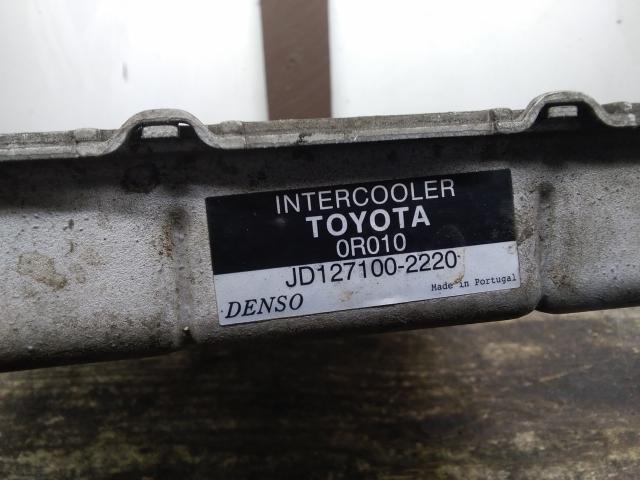 INTERCOOLER
TOYOTA
0R010
JD127100-2220
DENSO Made in Portugal